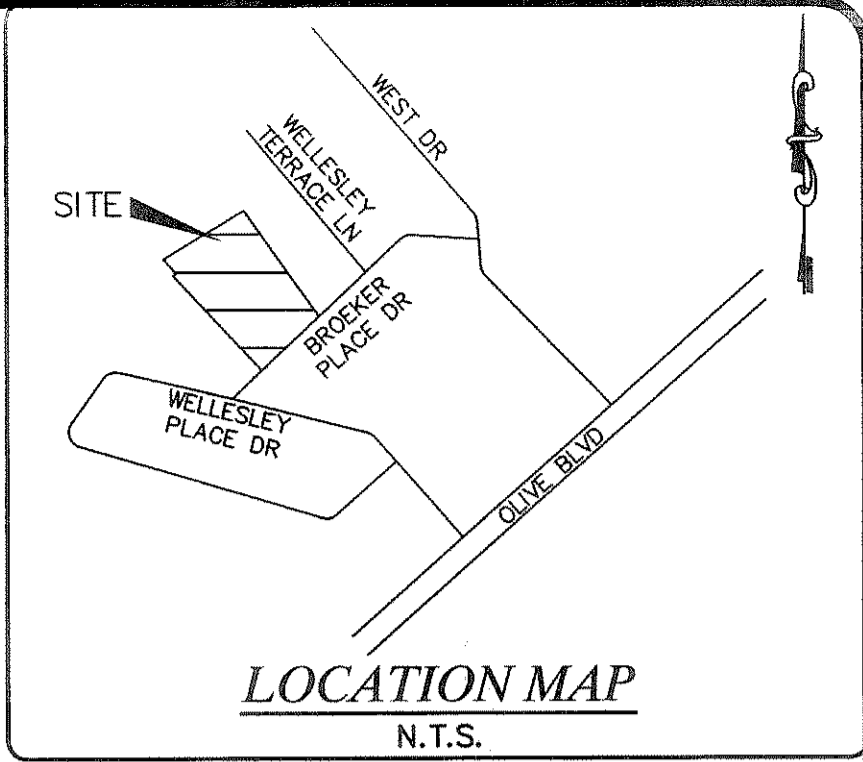 WEST DR
WELLESLEY
TERRACE LN
SITE
BROEKER
PLACE DR
WELLESLEY
PLACE DR
OLIVE BLVD
LOCATION MAP
N.T.S.